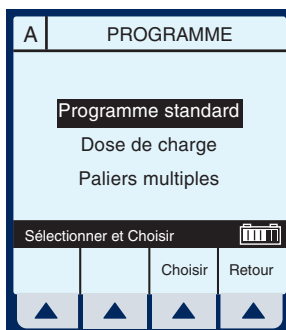 A PROGRAMME
Programme standard
Dose de charge
Paliers multiples
Sélectionner et Choisir
Choisir Retour